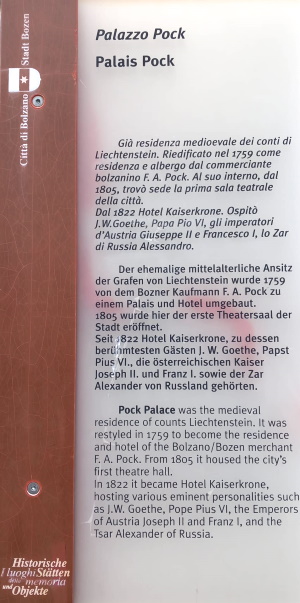 Palazzo Pock
Palais Pock
Città di Bolzano
Stadt Bozen
Già residenza medioevale dei conti di
Liechtenstein. Riedificato nel 1759 come
residenza e albergo dal commerciante
bolzanino F. A. Pock. Al suo interno, dal
1805, trovò sede la prima sala teatrale
della città.
Dal 1822 Hotel Kaiserkrone. Ospitò
J.W.Goethe, Papa Pio VI, gli imperatori
d'Austria Giuseppe II e Francesco I, lo Zar
di Russia Alessandro.
Der ehemalige mittelalterliche Ansitz
der Grafen von Liechtenstein wurde 1759
von dem Bozner Kaufmann F. A. Pock zu
einem Palais und Hotel umgebaut.
1805 wurde hier der erste Theatersaal der
Stadt eröffnet.
Seit 1822 Hotel Kaiserkrone, zu dessen
berühmtesten Gästen J. W. Goethe, Papst
Pius VI., die österreichischen Kaiser
Joseph II. und Franz I. sowie der Zar
Alexander von Russland gehörten.
Pock Palace was the medieval
residence of counts Liechtenstein. It was
restyled in 1759 to become the residence
and hotel of the Bolzano/Bozen merchant
F. A. Pock. From 1805 it housed the city's
first theatre hall.
In 1822 it became Hotel Kaiserkrone,
hosting various eminent personalities such
as J.W. Goethe, Pope Pius VI, the Emperors
of Austria Joseph II and Franz I, and the
Tsar Alexander of Russia.
Historische
I luoghi Stätten
della memoria
und Objekte